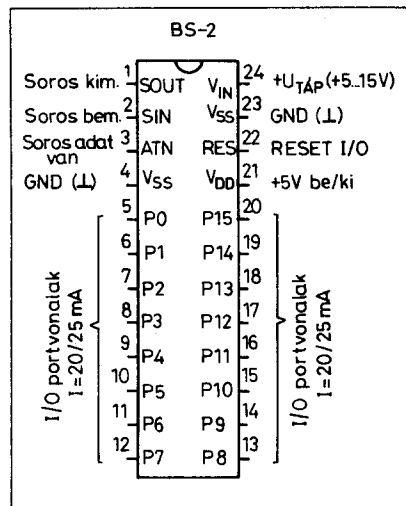 BS-2
Soros kim. 1 SOUT V_IN 24 +U_TÁP (+5...15V)
Soros bem. 2 SIN V_SS 23 GND (⊥)
Soros adat van 3 ATN RES 22 RESET I/O
GND (⊥) 4 V_SS V_DD 21 +5V be/ki
5 P0 P15 20
6 P1 P14 19
7 P2 P13 18
8 P3 P12 17
9 P4 P11 16
10 P5 P10 15
11 P6 P9 14
12 P7 P8 13
I/O portvonalak
I=20/25 mA
I/O portvonalak
I=20/25 mA